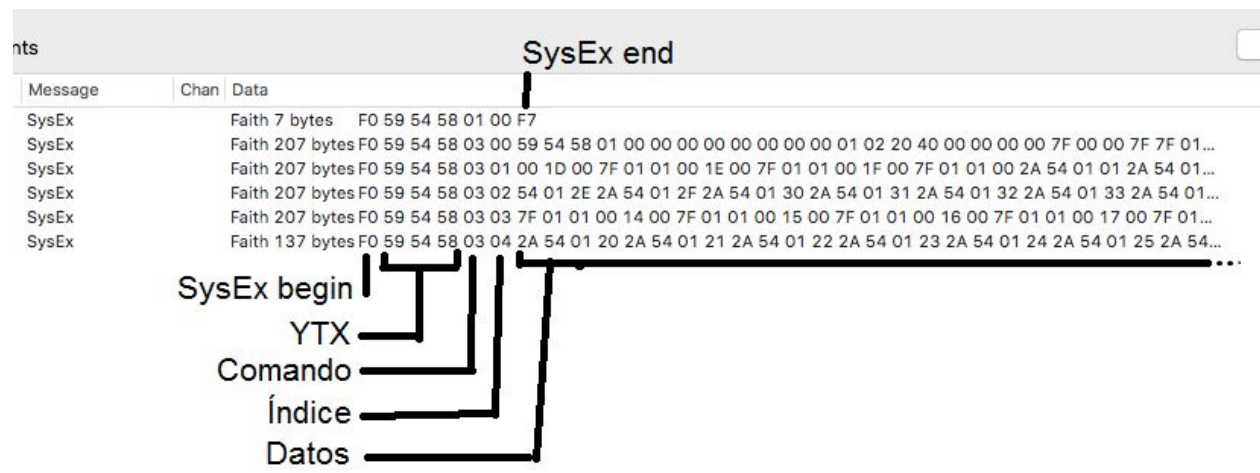 nts
SysEx end
Message Chan Data
SysEx Faith 7 bytes F0 59 54 58 01 00 F7
SysEx Faith 207 bytes F0 59 54 58 03 00 59 54 58 01 00 00 00 00 00 00 00 00 00 01 02 20 40 00 00 00 00 00 7F 00 00 7F 7F 01...
SysEx Faith 207 bytes F0 59 54 58 03 01 00 1D 00 7F 01 01 00 1E 00 7F 01 01 00 1F 00 7F 01 01 00 2A 54 01 01 2A 54 01...
SysEx Faith 207 bytes F0 59 54 58 03 02 54 01 2E 2A 54 01 2F 2A 54 01 30 2A 54 01 31 2A 54 01 32 2A 54 01 33 2A 54 01...
SysEx Faith 207 bytes F0 59 54 58 03 03 7F 01 01 00 14 00 7F 01 01 00 15 00 7F 01 01 00 16 00 7F 01 01 00 17 00 7F 01...
SysEx Faith 137 bytes F0 59 54 58 03 04 2A 54 01 20 2A 54 01 21 2A 54 01 22 2A 54 01 23 2A 54 01 24 2A 54 01 25 2A 54...
SysEx begin
YTX
Comando
Índice
Datos